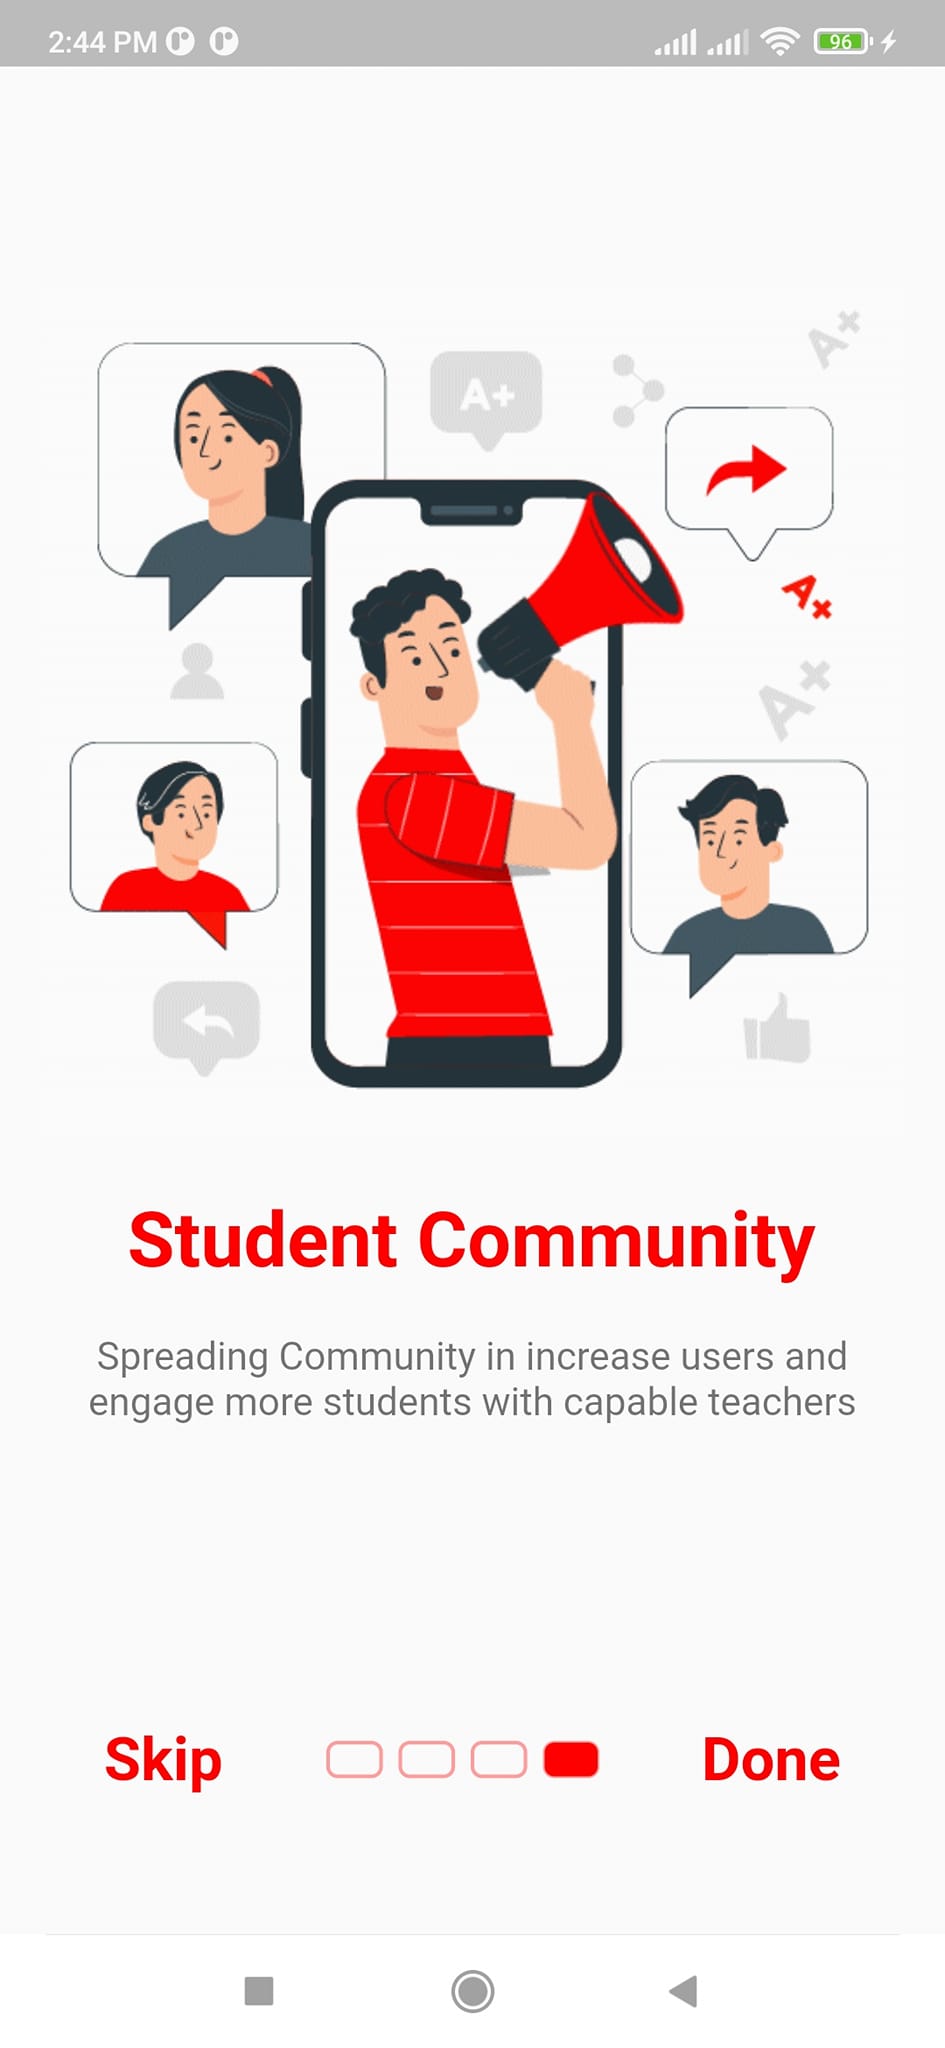 2:44 PM
96
A+
A+
A+
A+
Student Community
Spreading Community in increase users and
engage more students with capable teachers
Skip
Done